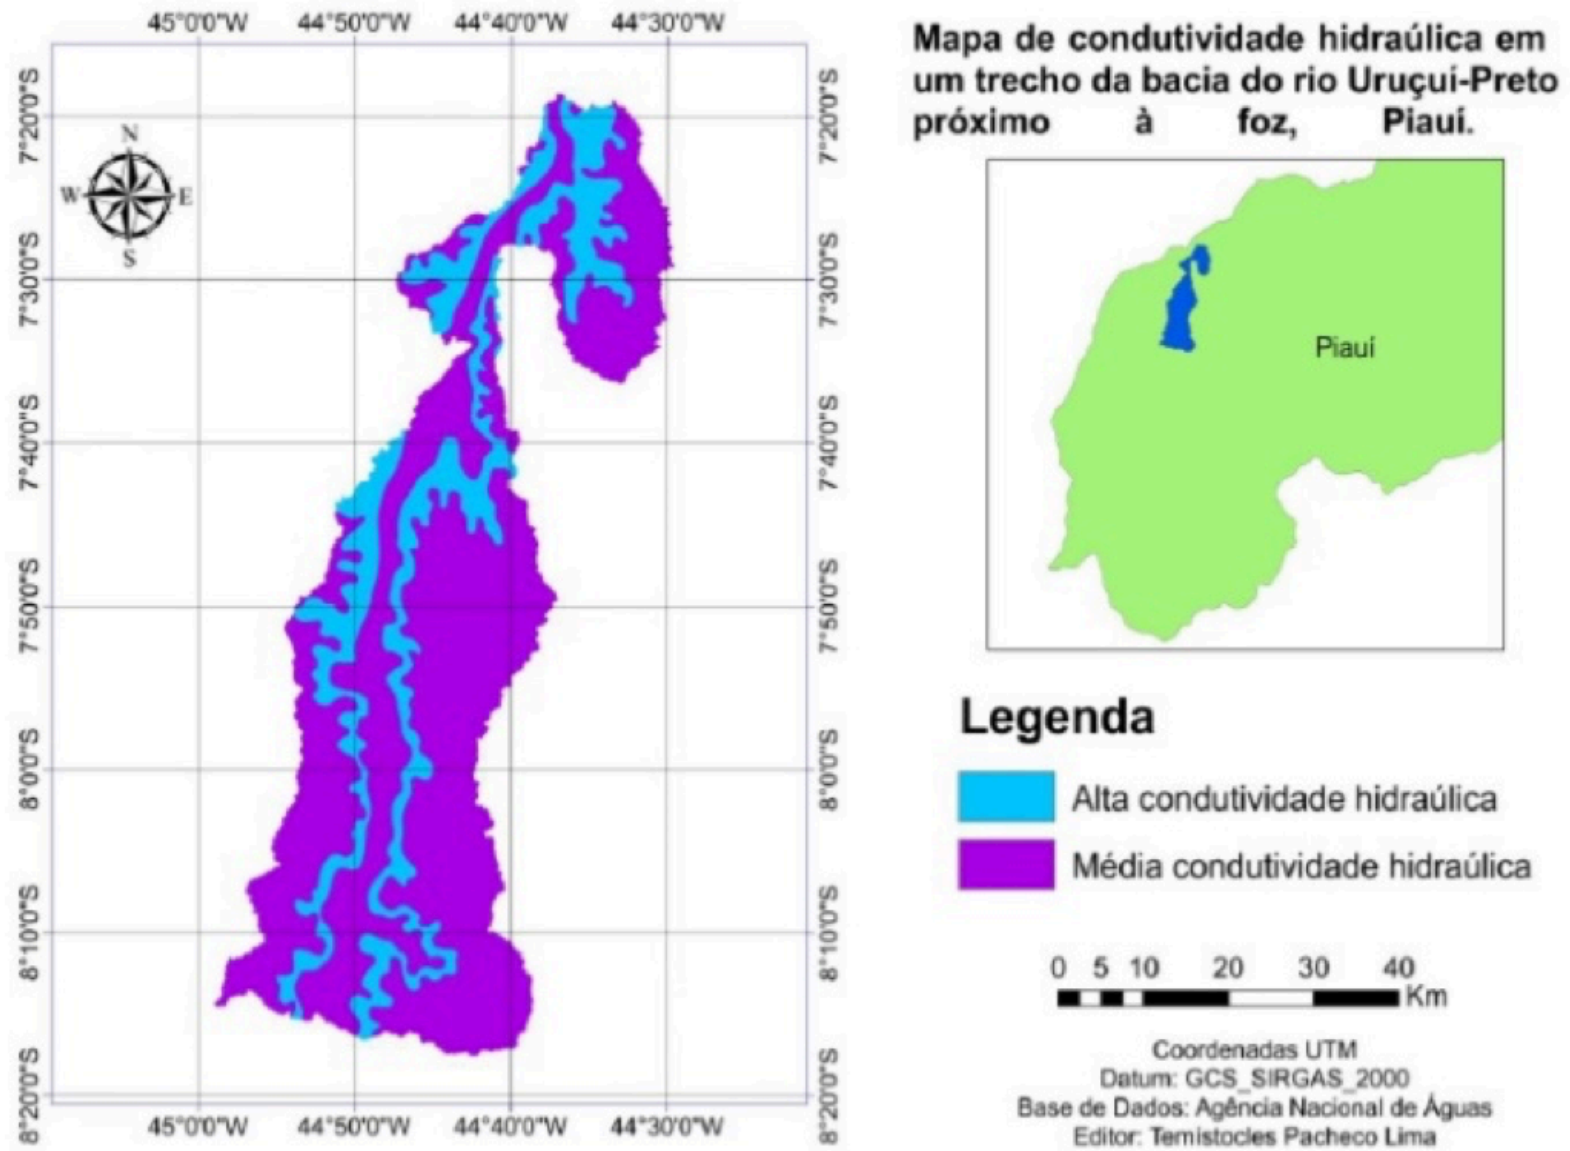 45°0'0"W 44°50'0"W 44°40'0"W 44°30'0"W
7°20'0"S 7°20'0"S
7°30'0"S 7°30'0"S
7°40'0"S 7°40'0"S
7°50'0"S 7°50'0"S
8°0'0"S 8°0'0"S
8°10'0"S 8°10'0"S
8°20'0"S 8°20'0"S
45°0'0"W 44°50'0"W 44°40'0"W 44°30'0"W
N
W E
S
Mapa de condutividade hidraúlica em
um trecho da bacia do rio Uruçuí-Preto
próximo à foz, Piauí.
Piauí
Legenda
Alta condutividade hidraúlica
Média condutividade hidraúlica
0 5 10 20 30 40
Km
Coordenadas UTM
Datum: GCS_SIRGAS_2000
Base de Dados: Agência Nacional de Águas
Editor: Temistocles Pacheco Lima